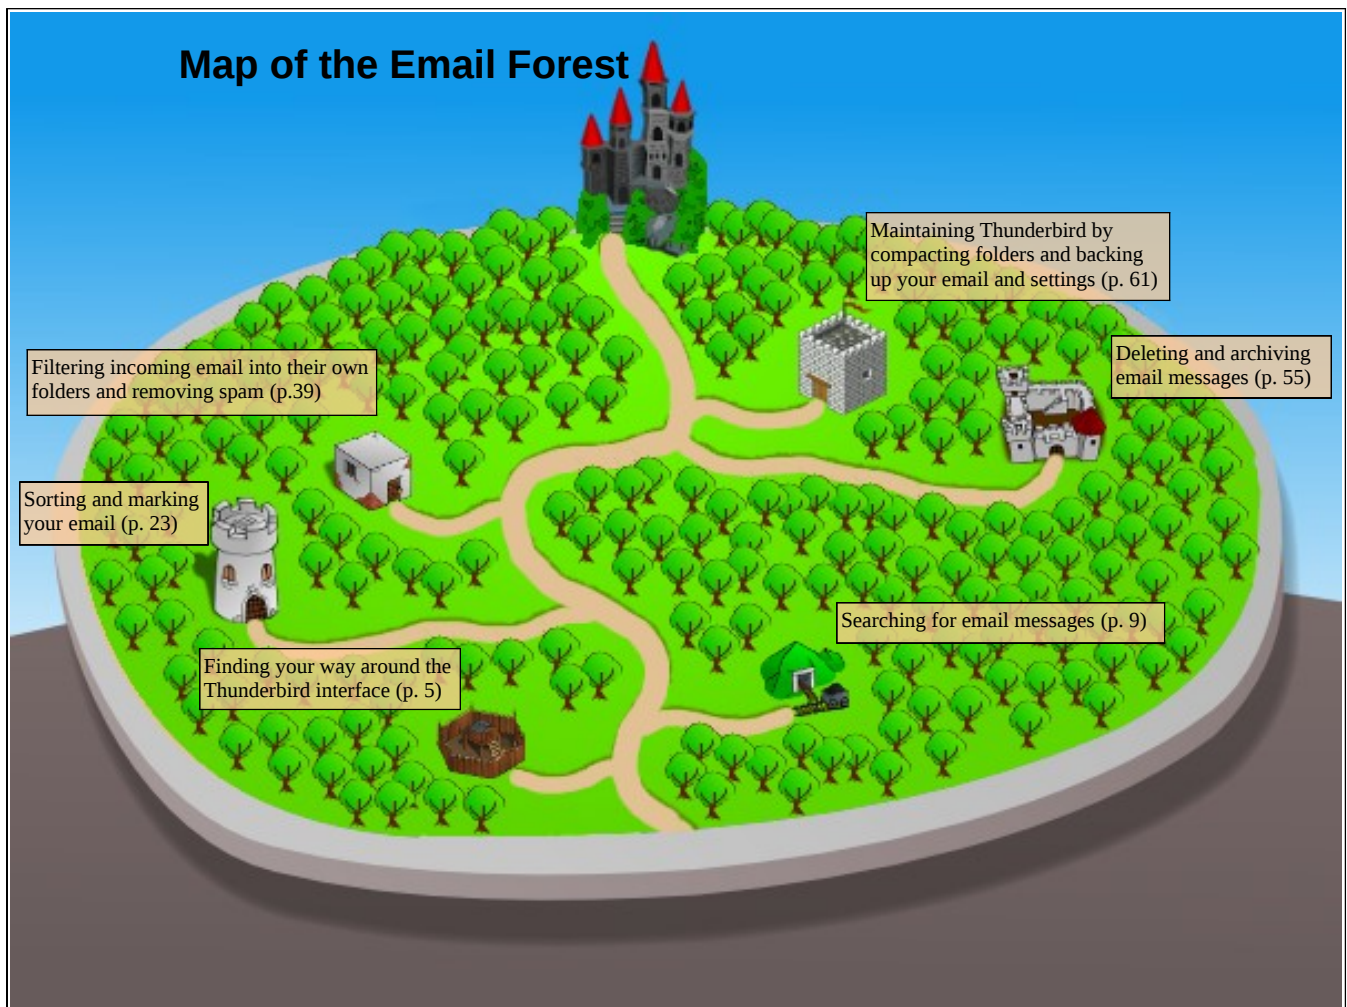 Map of the Email Forest
Maintaining Thunderbird by
compacting folders and backing
up your email and settings (p. 61)
Deleting and archiving
email messages (p. 55)
Filtering incoming email into their own
folders and removing spam (p.39)
Sorting and marking
your email (p. 23)
Searching for email messages (p. 9)
Finding your way around the
Thunderbird interface (p. 5)